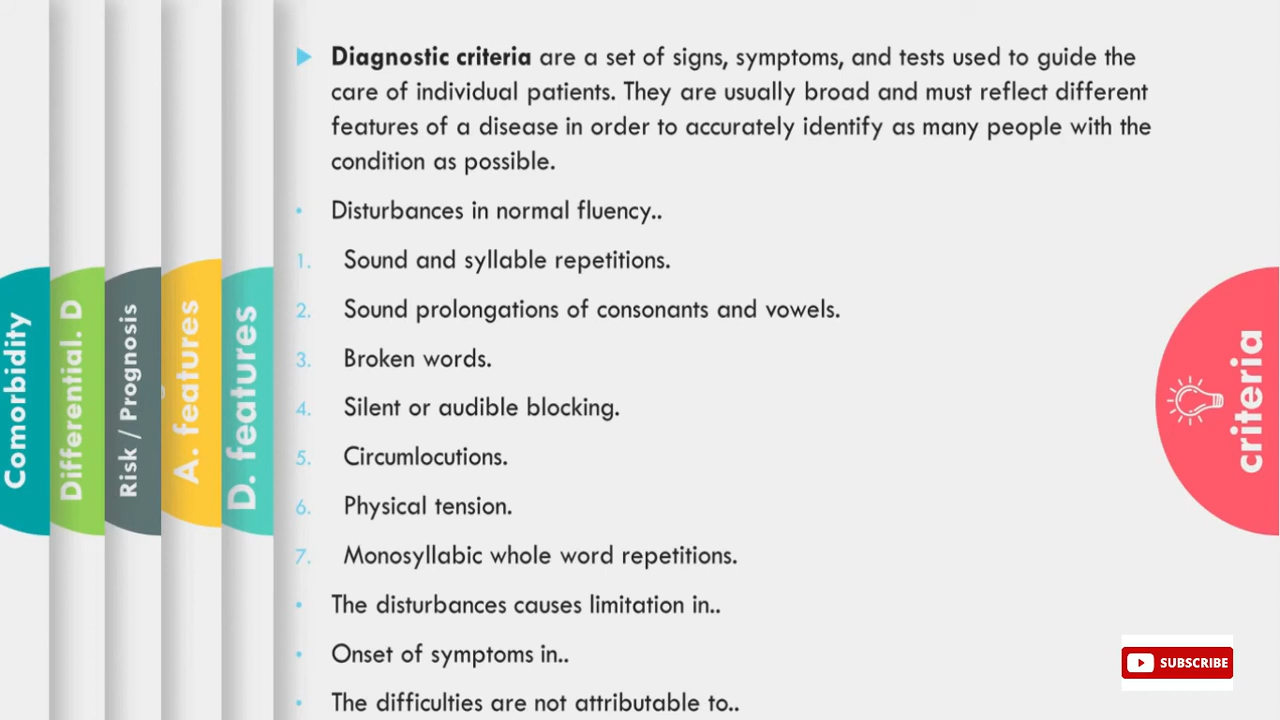 Diagnostic criteria are a set of signs, symptoms, and tests used to guide the
care of individual patients. They are usually broad and must reflect different
features of a disease in order to accurately identify as many people with the
condition as possible.
• Disturbances in normal fluency..
1. Sound and syllable repetitions.
2. Sound prolongations of consonants and vowels.
3. Broken words.
4. Silent or audible blocking.
5. Circumlocutions.
6. Physical tension.
7. Monosyllabic whole word repetitions.
• The disturbances causes limitation in..
• Onset of symptoms in..
• The difficulties are not attributable to..
Comorbidity
Differential. D
Risk / Prognosis
A. features
D. features
criteria
SUBSCRIBE